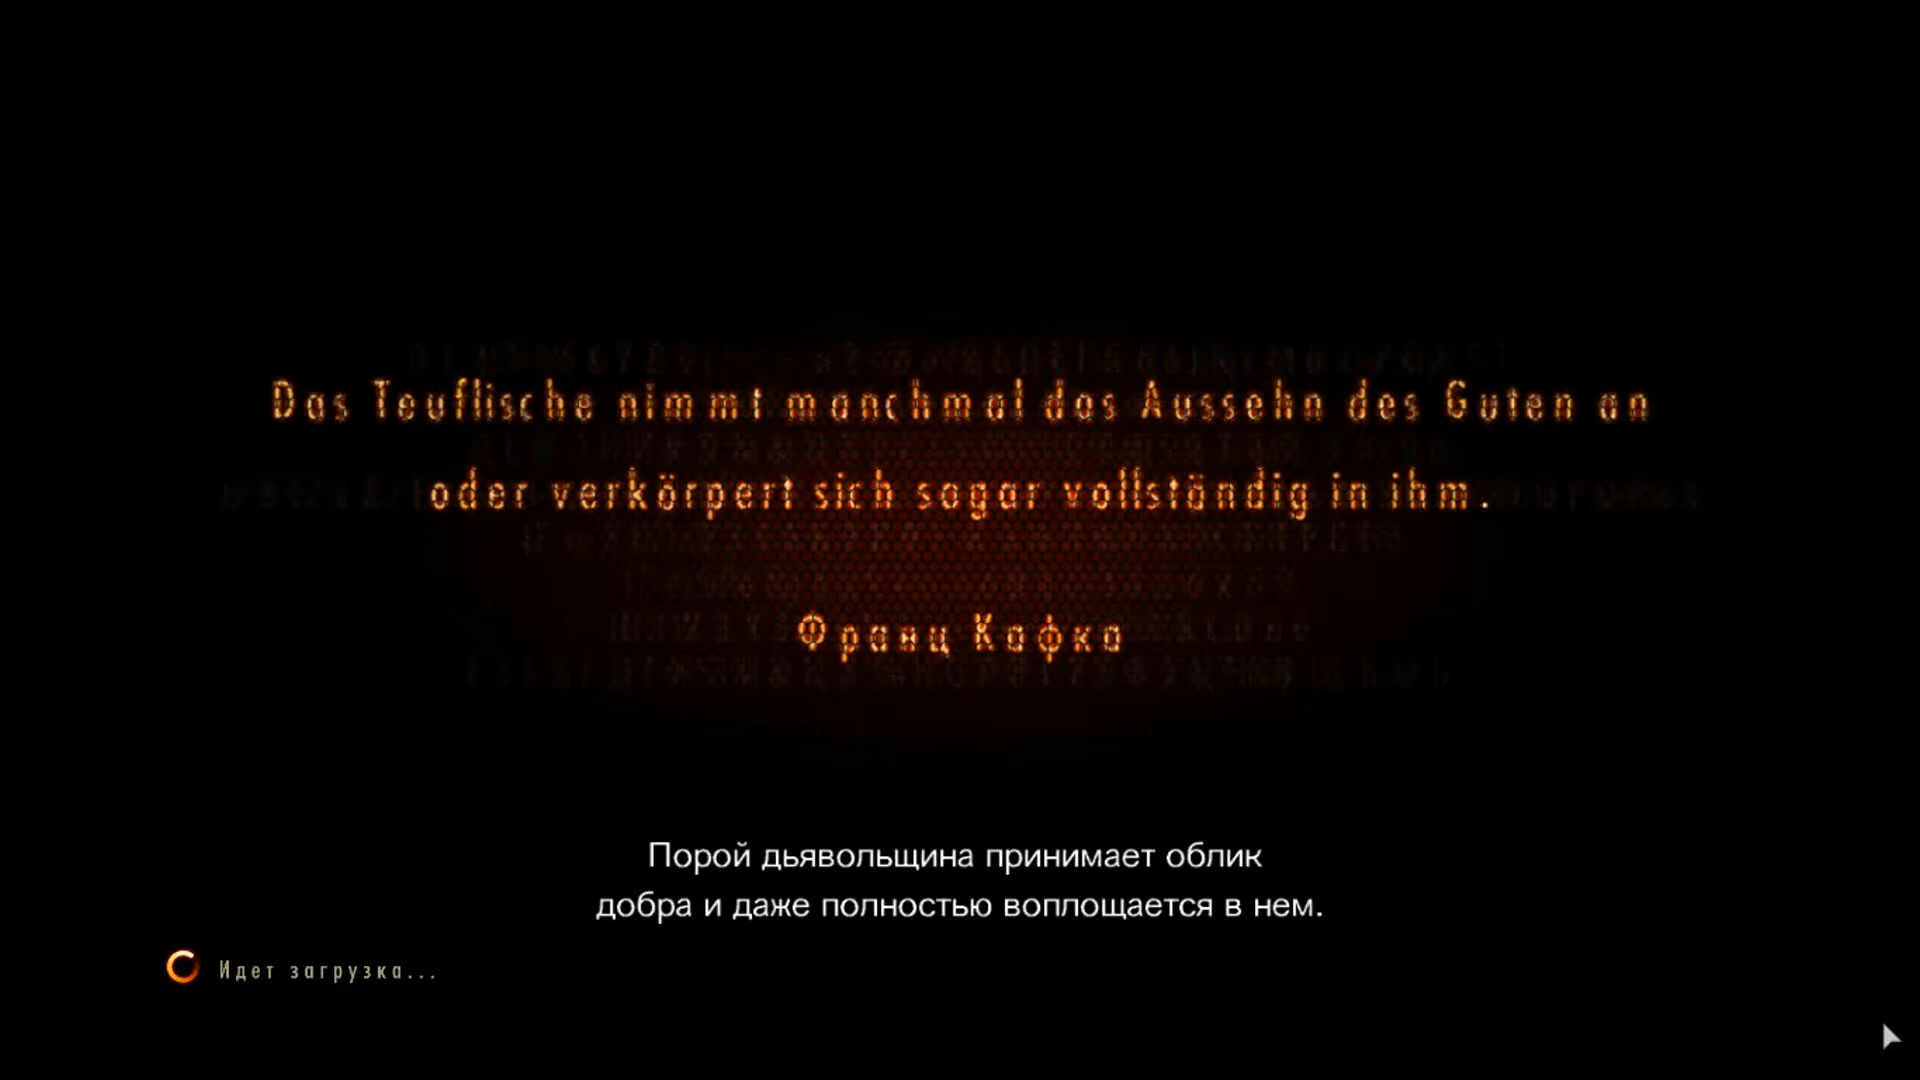 Das Teuflische nimmt manchmal das Aussehn des Guten an
oder verkörpert sich sogar vollständig in ihm.
Франц Кафка
Порой дьявольщина принимает облик
добра и даже полностью воплощается в нем.
Идет загрузка...